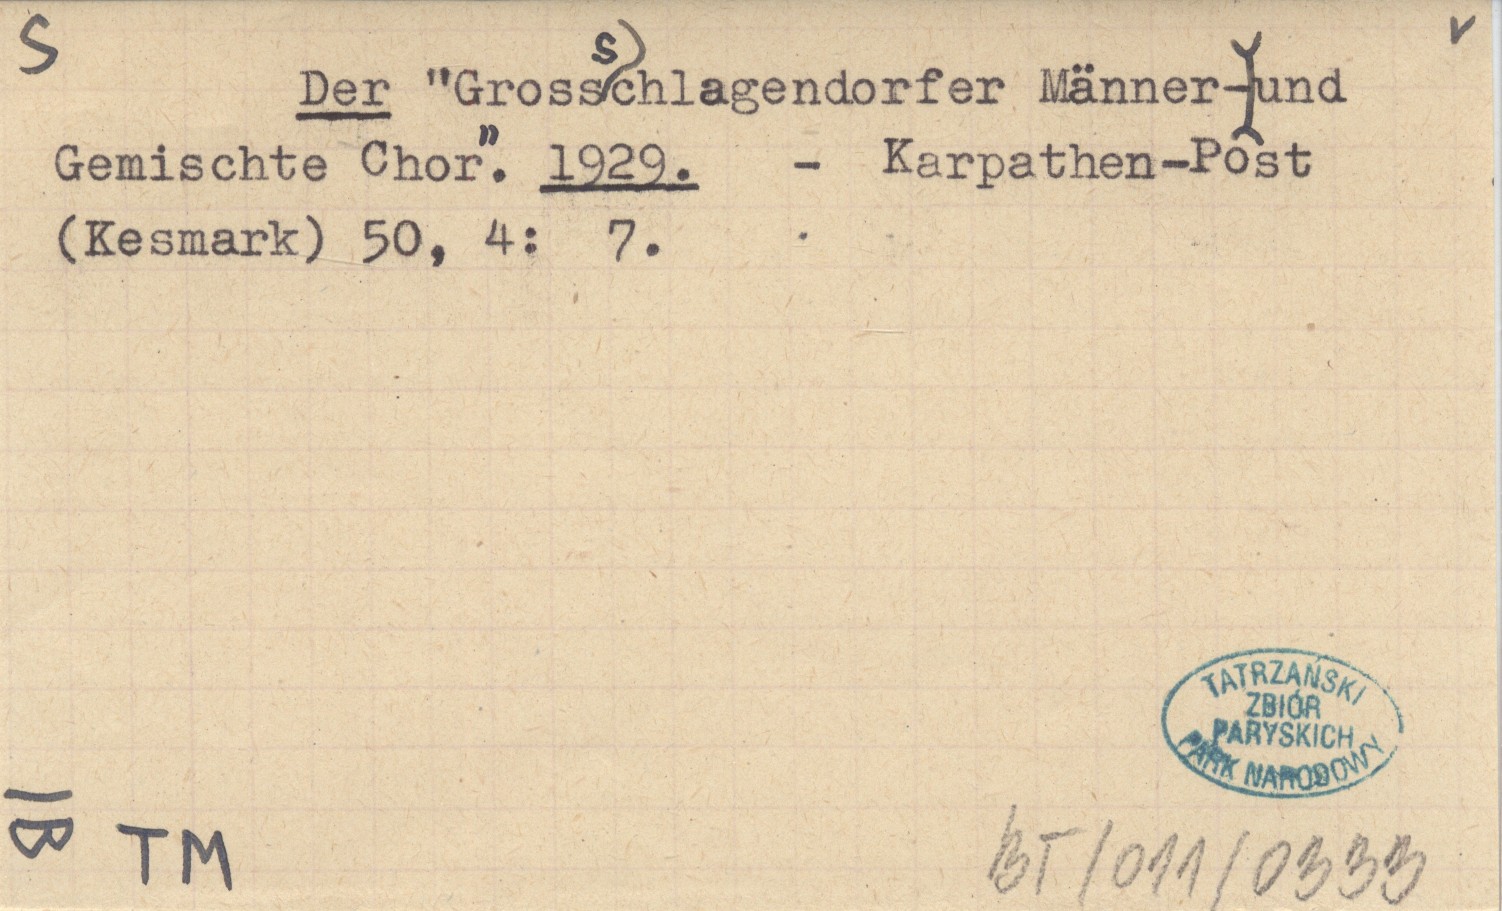 S
v
s
Der "Grossschlagendorfer Männer- und
Gemischte Chor". 1929. - Karpathen-Post
(Kesmark) 50, 4: 7.
TATRZAŃSKI
ZBIÓR
PARYSKICH
PARK NARODOWY
IB TM
BT/011/0333